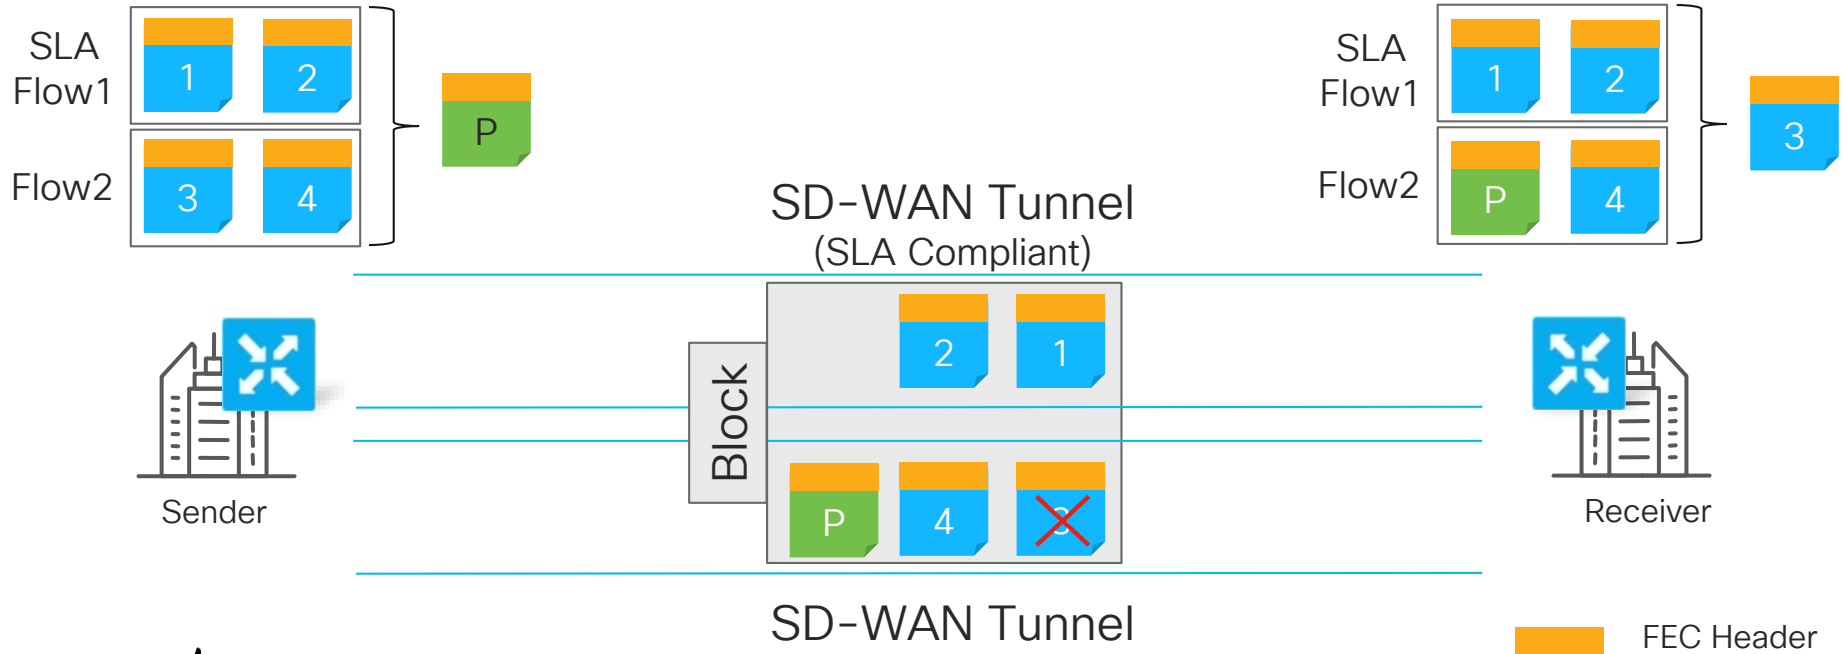 SLA
Flow1
1
2
P
Flow2
3
4
SLA
Flow1
1
2
3
Flow2
P
4
SD-WAN Tunnel
(SLA Compliant)
Block
2
1
P
4
3
Sender
Receiver
SD-WAN Tunnel
FEC Header